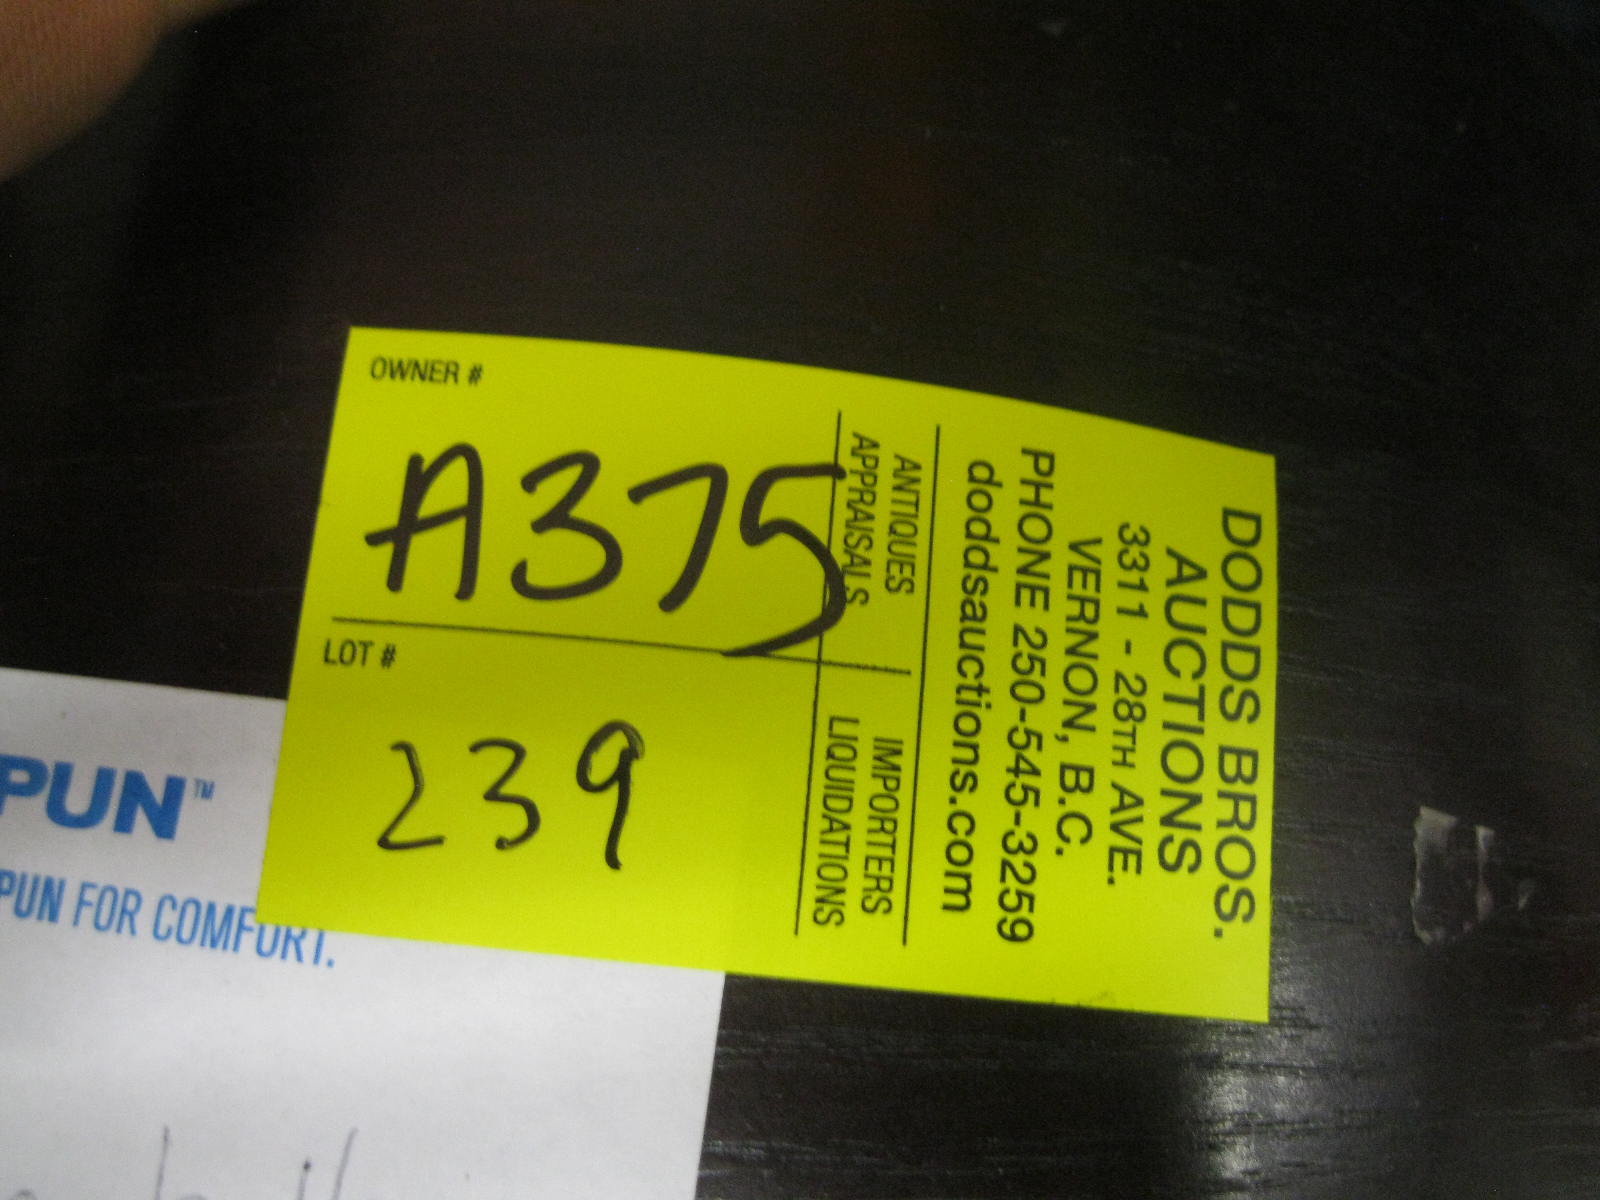 OWNER #
A375
LOT #
239
DODDS BROS.
AUCTIONS
3311 - 28TH AVE.
VERNON, B.C.
PHONE 250-545-3259
doddsauctions.com
ANTIQUES
APPRAISALS
IMPORTERS
LIQUIDATIONS
PUN™
PUN FOR COMFORT.